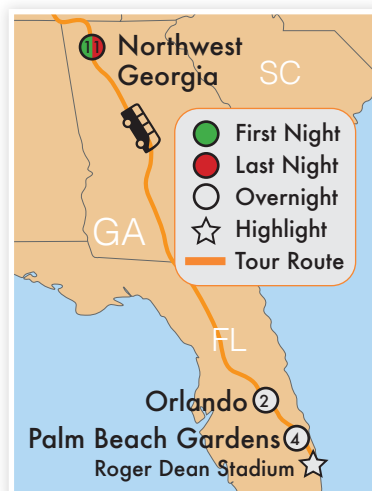 11
Northwest
Georgia
SC
First Night
Last Night
Overnight
Highlight
Tour Route
GA
FL
Orlando 2
Palm Beach Gardens 4
Roger Dean Stadium